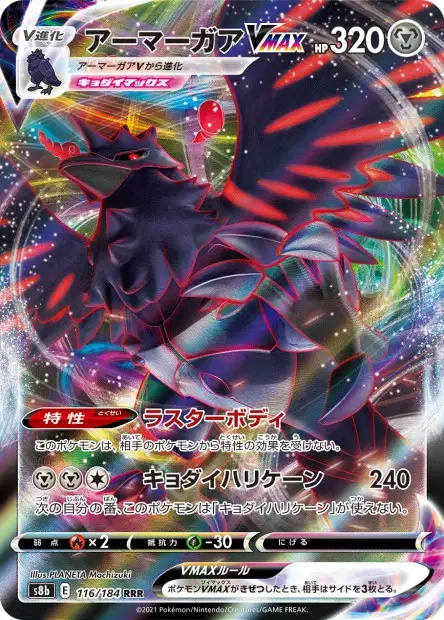 V進化
アーマーガアVMAX HP320
アーマーガアVから進化
キョダイマックス
特性 とくせい ラスターボディ
このポケモンは、相手のポケモンから特性の効果を受けない。
キョダイハリケーン 240
次の自分の番、このポケモンは「キョダイハリケーン」が使えない。
弱点 ×2 抵抗力 -30 にげる
Illus. PLANETA Mochizuki
VMAXルール
s8b E 116/184 RRR
ポケモンVMAXがきぜつしたとき、相手はサイドを3枚とる。
©2021 Pokémon/Nintendo/Creatures/GAME FREAK.